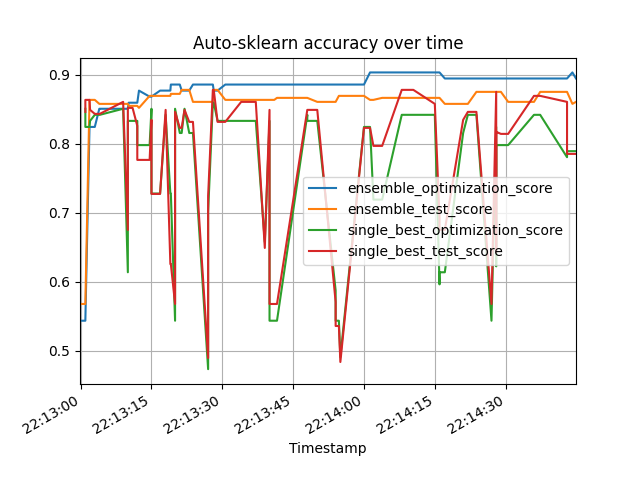 Auto-sklearn accuracy over time
0.9
0.8
0.7
0.6
0.5
ensemble_optimization_score
ensemble_test_score
single_best_optimization_score
single_best_test_score
22:13:00
22:13:15
22:13:30
22:13:45
22:14:00
22:14:15
22:14:30
Timestamp